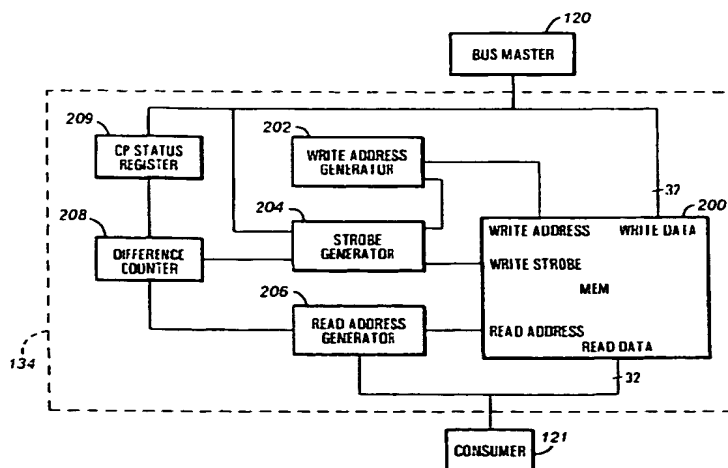 120
BUS MASTER
209
CP STATUS
REGISTER
202
WRITE ADDRESS
GENERATOR
32
200
208
DIFFERENCE
COUNTER
204
STROBE
GENERATOR
WRITE ADDRESS WRITE DATA
WRITE STROBE
MEM
206
READ ADDRESS
GENERATOR
READ ADDRESS
READ DATA
134
32
CONSUMER
121